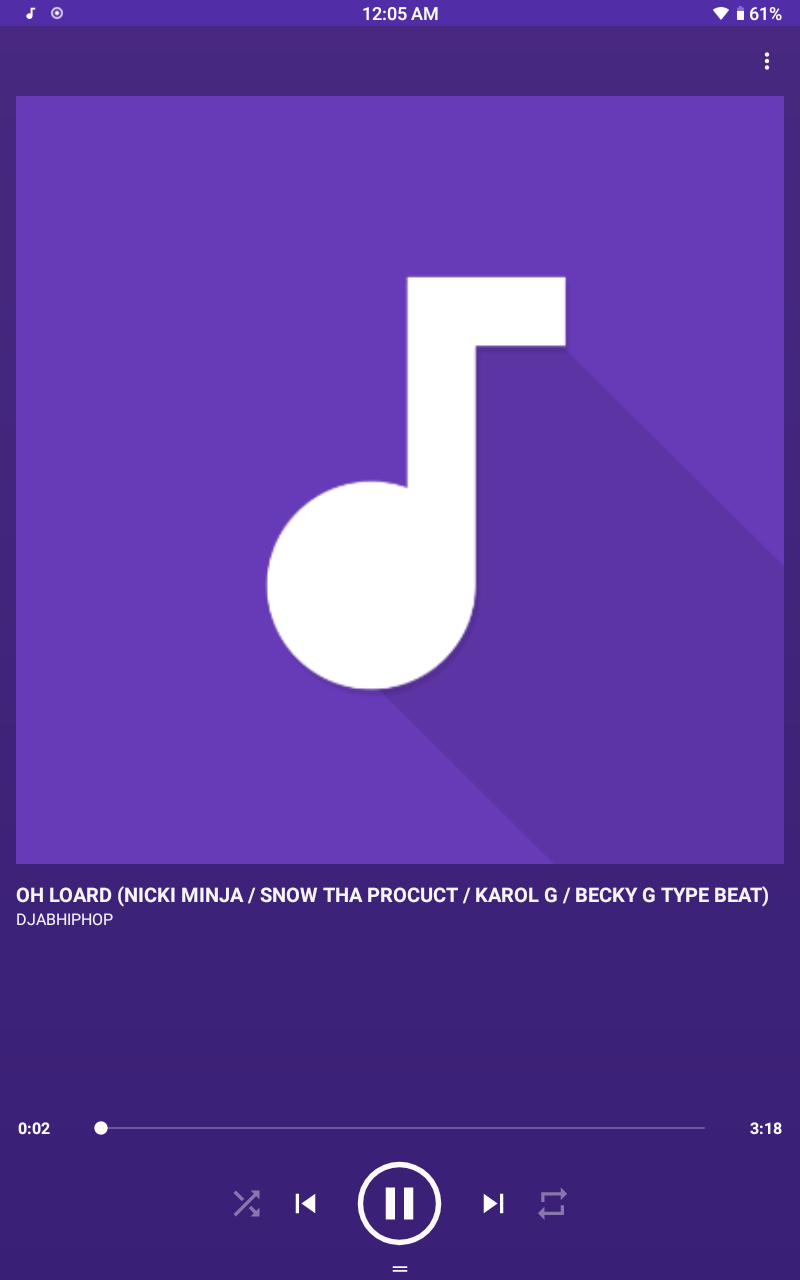 12:05 AM
61%
OH LOARD (NICKI MINJA / SNOW THA PROCUCT / KAROL G / BECKY G TYPE BEAT)
DJABHIPHOP
0:02
3:18